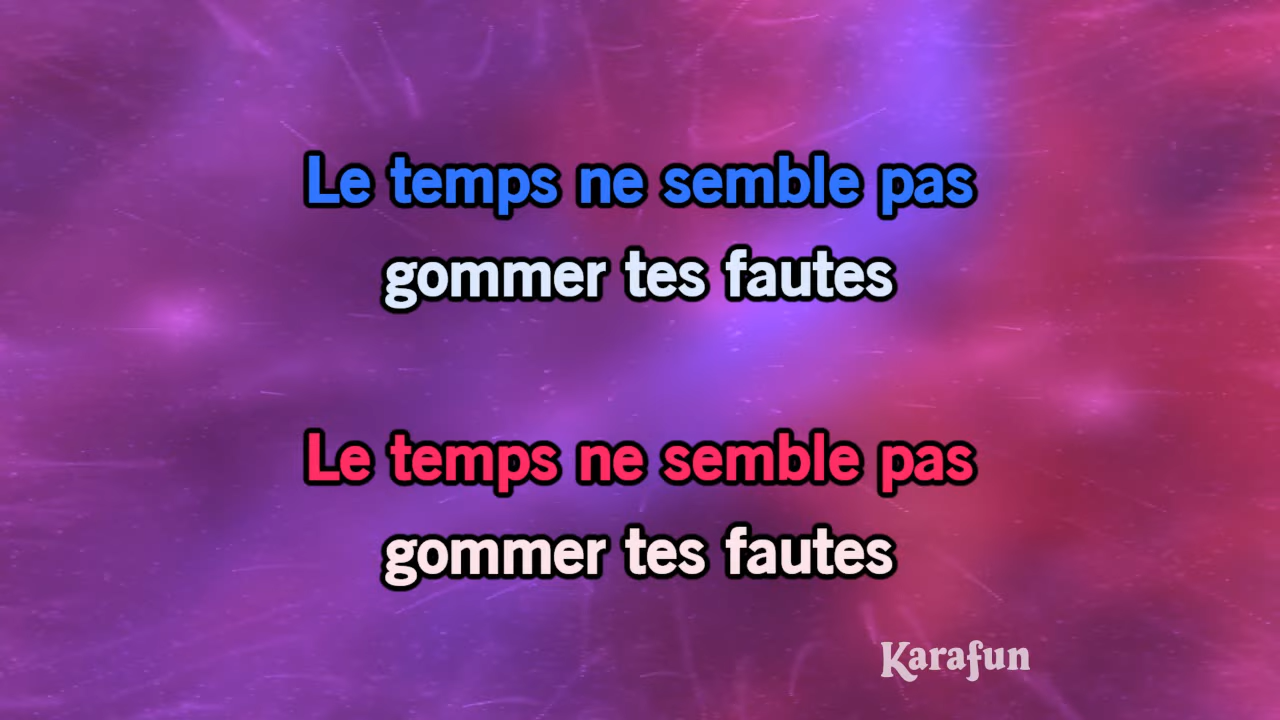 Le temps ne semble pas
gommer tes fautes
Le temps ne semble pas
gommer tes fautes
Karafun